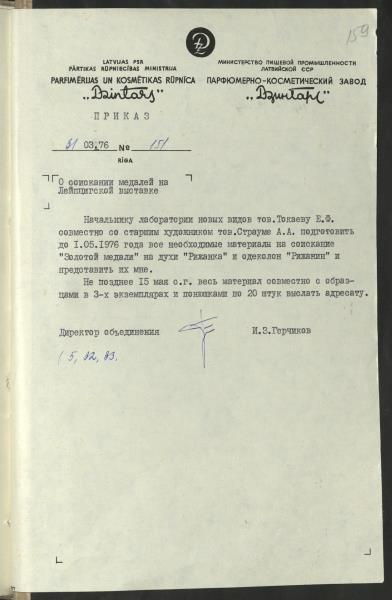 159
LATVIJAS PSR
PĀRTIKAS RŪPNIECĪBAS MINISTRIJA
PARFIMĒRIJAS UN KOSMĒTIKAS RŪPNĪCA
„Dzintars”
МИНИСТЕРСТВО ПИЩЕВОЙ ПРОМЫШЛЕННОСТИ
ЛАТВИЙСКОЙ ССР
ПАРФЮМЕРНО-КОСМЕТИЧЕСКИЙ ЗАВОД
„Дзинтарс”
ПРИКАЗ
31 03.76 № 151
RĪGA
О соискании медалей на
Лейпцигской выставке
Начальнику лаборатории новых видов тов.Токаеву Е.Ф.
совместно со старшим художником тов.Страуме А.А. подготовить
до 1.05.1976 года все необходимые материалы на соискание
"Золотой медали" на духи "Рижанка" и одеколон "Рижанин" и
представить их мне.
Не позднее 15 мая с.г. весь материал совместно с образ-
цами в 3-х экземплярах и понюшками по 20 штук выслать адресату.
Директор объединения И.З.Герчиков
15, 82, 83.